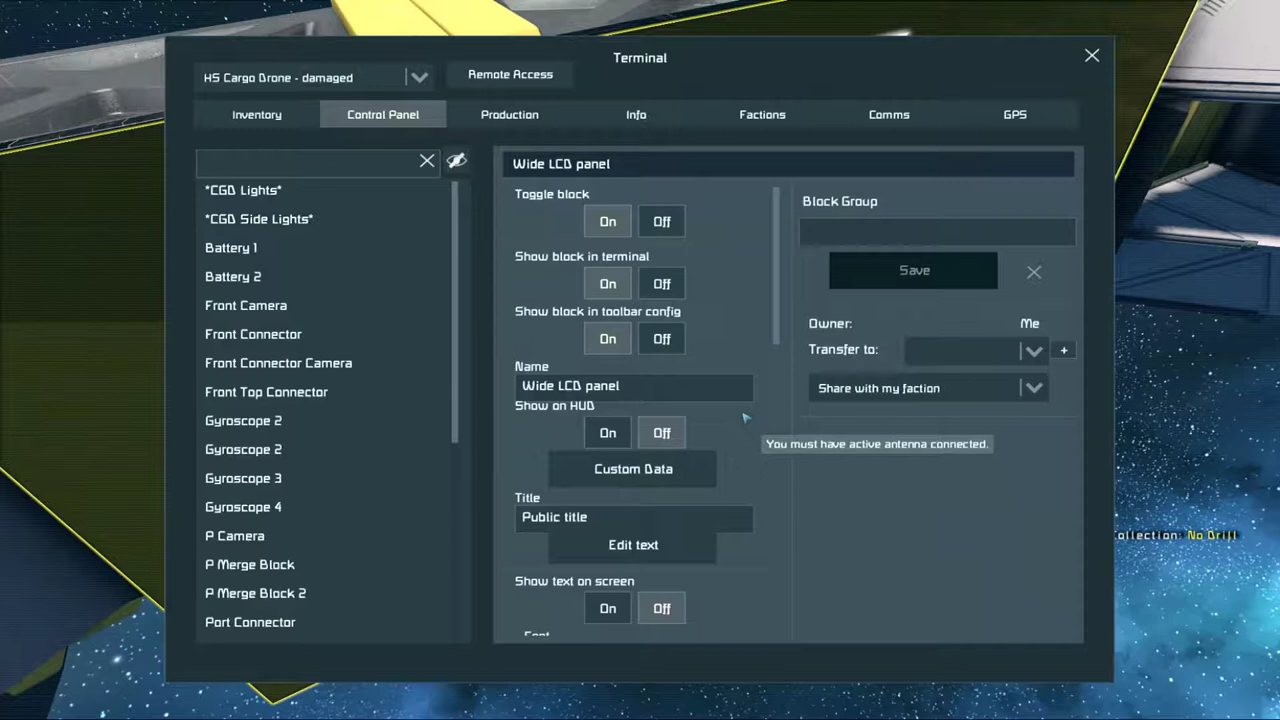 Terminal
HS Cargo Drone - damaged
Remote Access
Inventory
Control Panel
Production
Info
Factions
Comms
GPS
*CGD Lights*
*CGD Side Lights*
Battery 1
Battery 2
Front Camera
Front Connector
Front Connector Camera
Front Top Connector
Gyroscope 2
Gyroscope 2
Gyroscope 3
Gyroscope 4
P Camera
P Merge Block
P Merge Block 2
Port Connector
Wide LCD panel
Toggle block
On Off
Show block in terminal
On Off
Show block in toolbar config
On Off
Name
Wide LCD panel
Show on HUD
On Off
Custom Data
Title
Public title
Edit text
Show text on screen
On Off
Font
Block Group
Save
Owner: Me
Transfer to:
+
Share with my faction
You must have active antenna connected.
Collection: No Drill